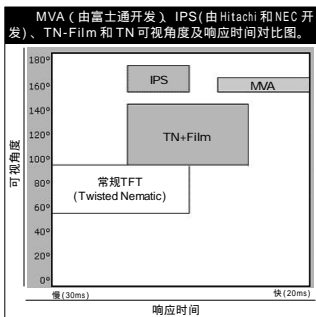 MVA（由富士通开发）、IPS(由Hitachi和NEC开
发)、TN-Film和TN可视角度及响应时间对比图。
180°
160°
140°
120°
100°
80°
60°
40°
20°
0°
可视角度
IPS
MVA
TN+Film
常规TFT
(Twisted Nematic)
慢(30ms)
快(20ms)
响应时间